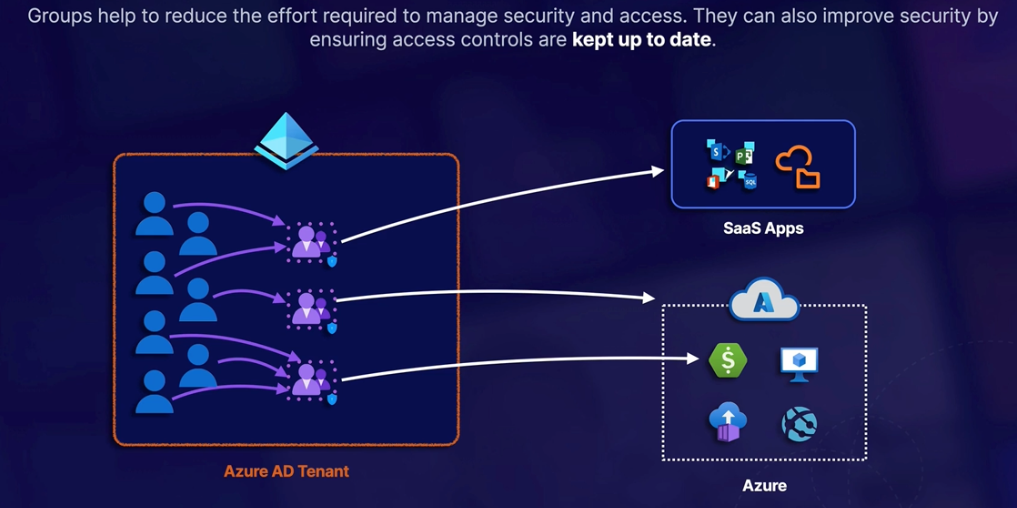 Groups help to reduce the effort required to manage security and access. They can also improve security by
ensuring access controls are kept up to date.
S
P
SQL
SaaS Apps
$
Azure AD Tenant
Azure